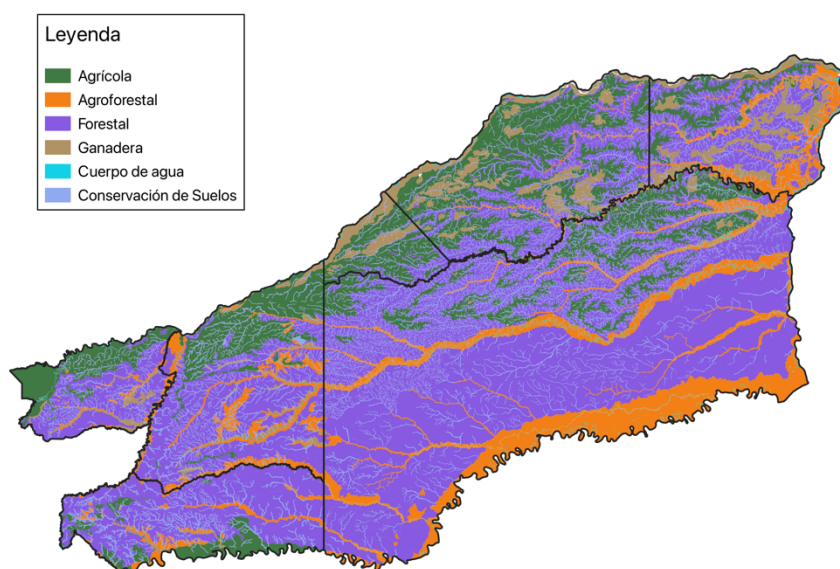 Leyenda
Agrícola
Agroforestal
Forestal
Ganadera
Cuerpo de agua
Conservación de Suelos